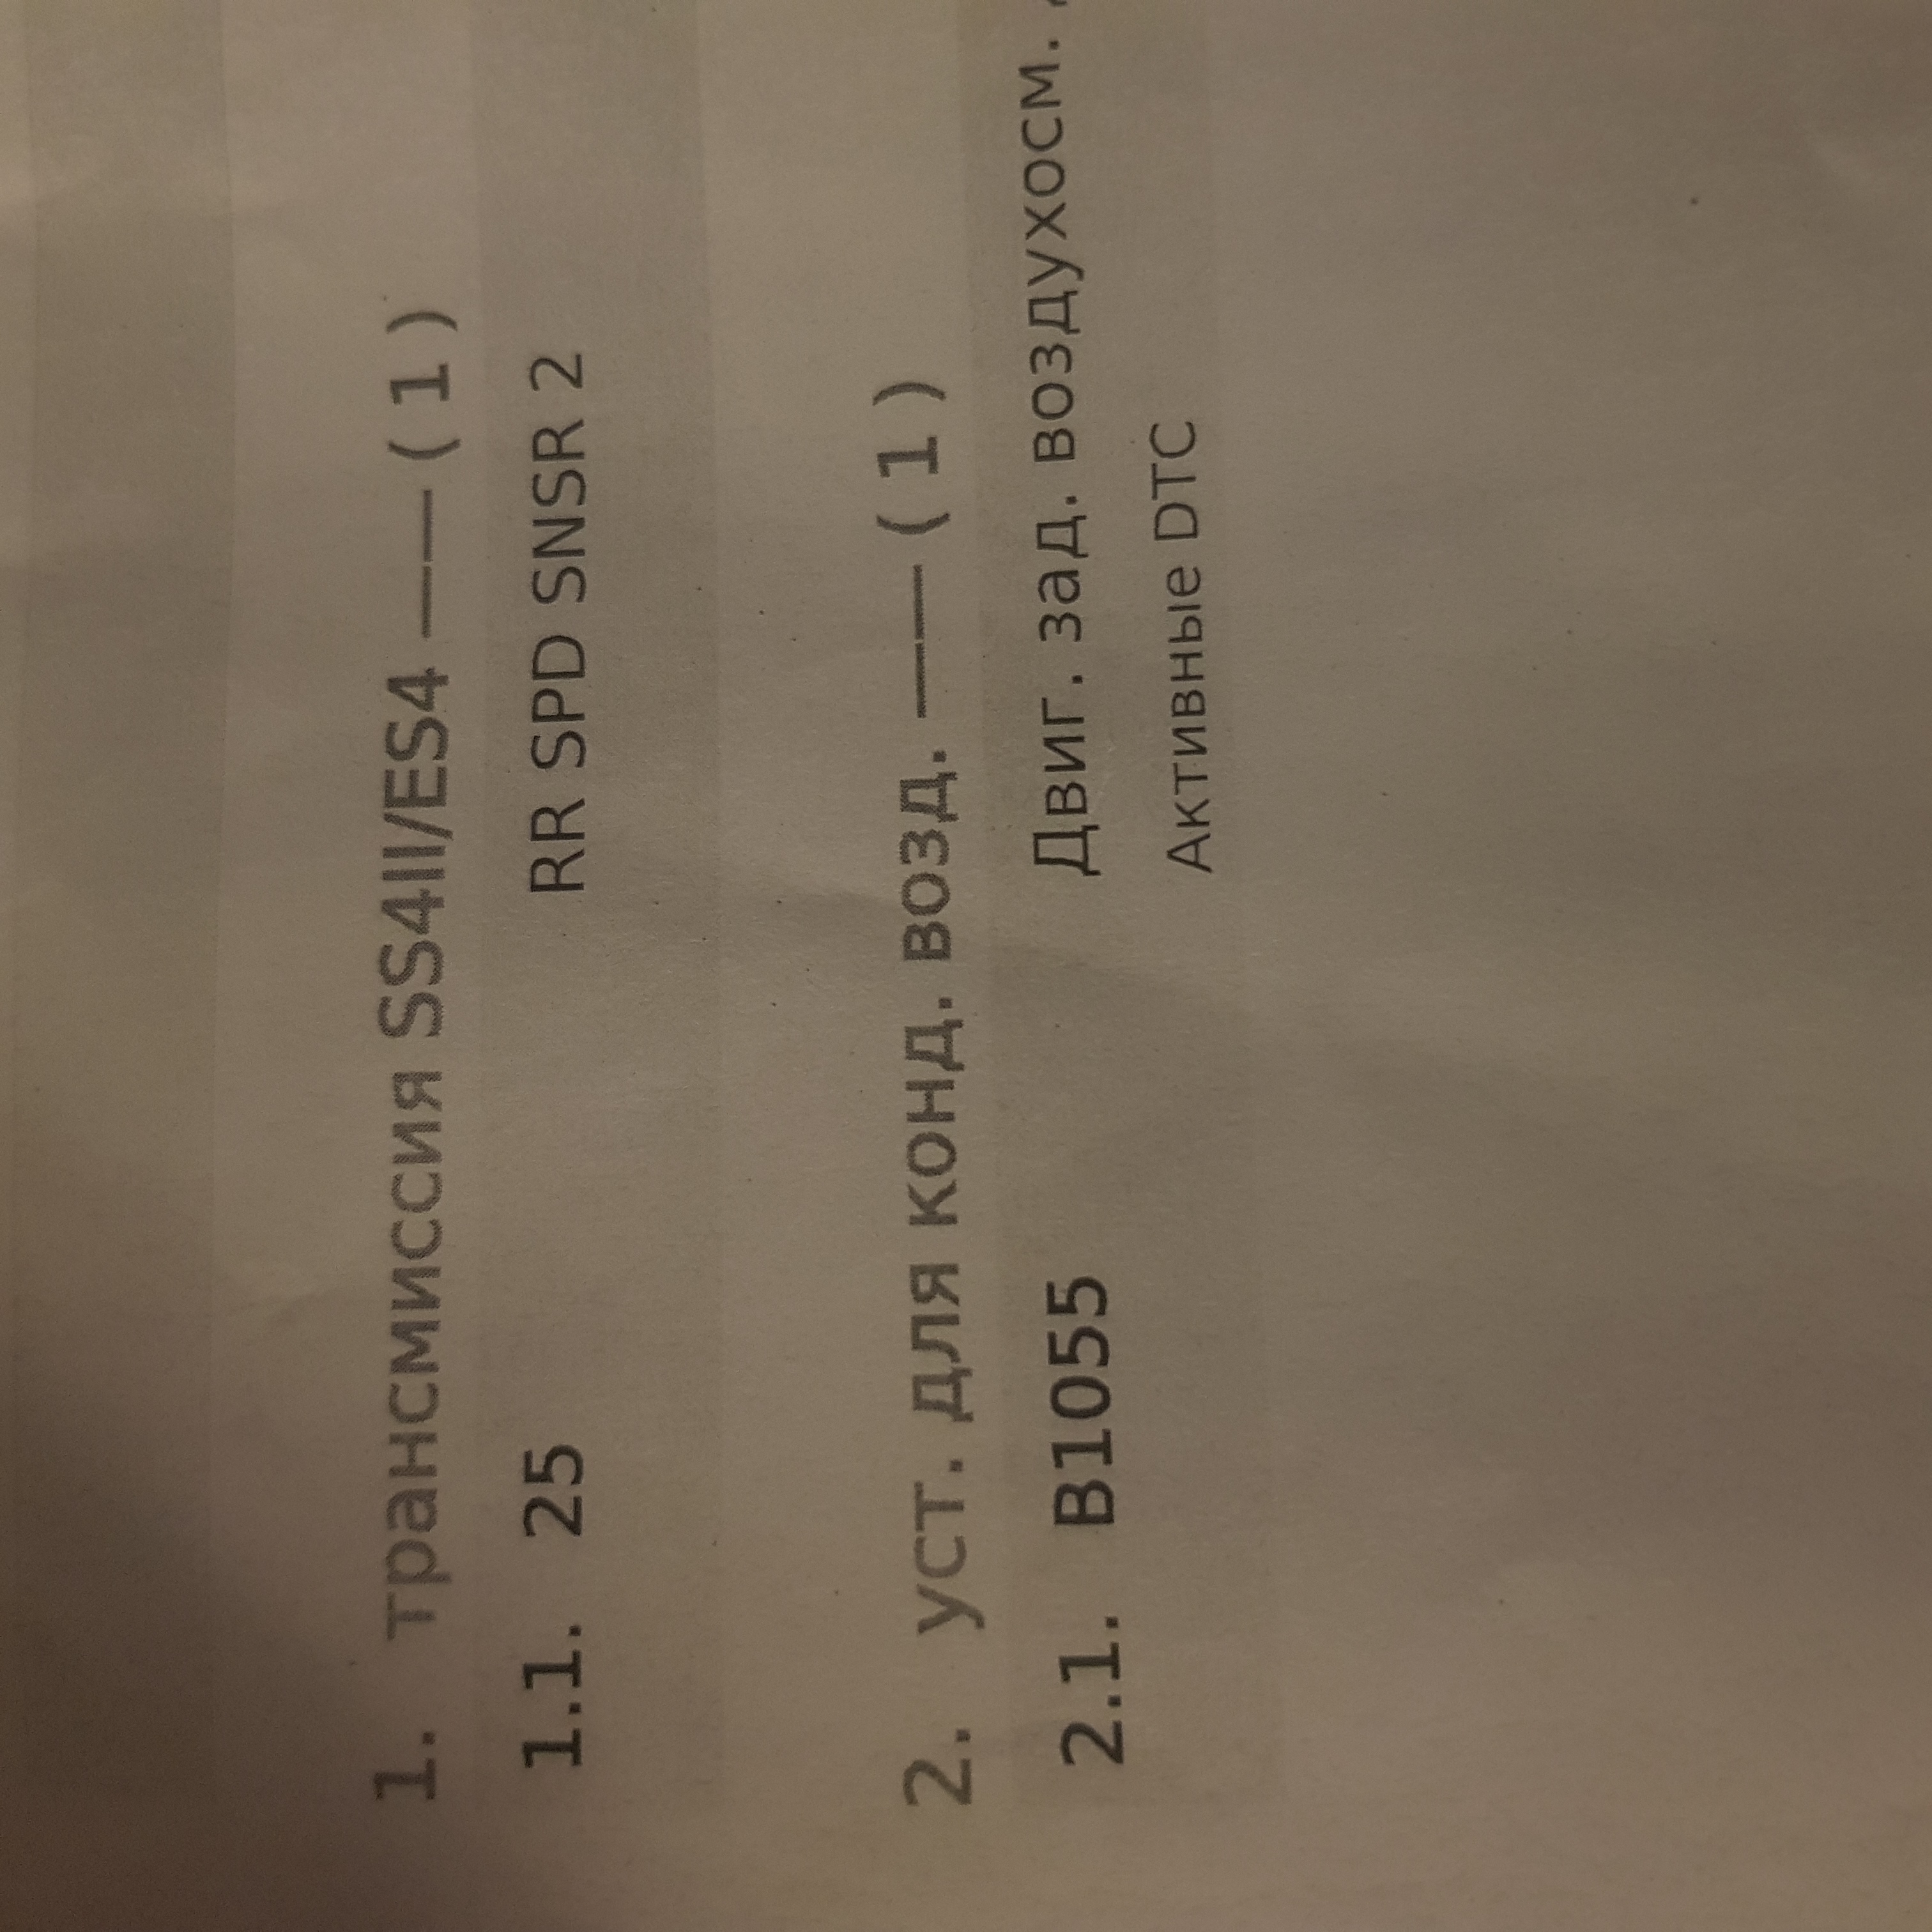 1. трансмиссия SS4II/ES4 —— ( 1 )
1.1. 25 RR SPD SNSR 2
2. уст. для конд. возд. —— ( 1 )
2.1. B1055 Двиг. зад. воздухосм.
Активные DTC